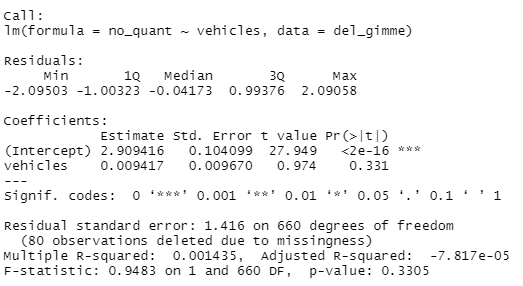 Call:
lm(formula = no_quant ~ vehicles, data = del_gimme)
Residuals:
Min 1Q Median 3Q Max
-2.09503 -1.00323 -0.04173 0.99376 2.09058
Coefficients:
Estimate Std. Error t value Pr(>|t|)
(Intercept) 2.909416 0.104099 27.949 <2e-16 ***
vehicles 0.009417 0.009670 0.974 0.331
---
Signif. codes: 0 ‘***’ 0.001 ‘**’ 0.01 ‘*’ 0.05 ‘.’ 0.1 ‘ ’ 1
Residual standard error: 1.416 on 660 degrees of freedom
(80 observations deleted due to missingness)
Multiple R-squared: 0.001435, Adjusted R-squared: -7.817e-05
F-statistic: 0.9483 on 1 and 660 DF, p-value: 0.3305